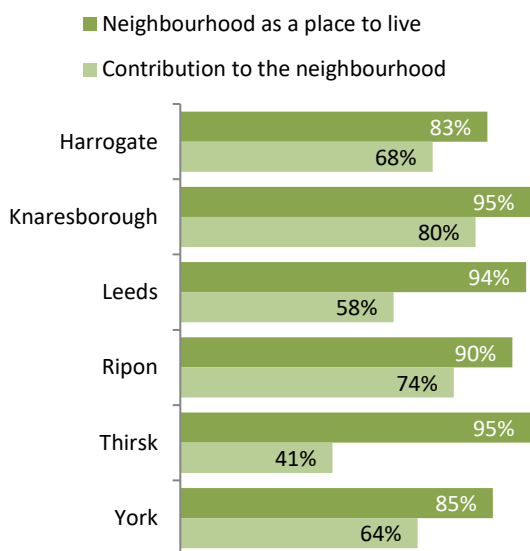 Neighbourhood as a place to live
Contribution to the neighbourhood
Harrogate
83%
68%
Knaresborough
95%
80%
Leeds
94%
58%
Ripon
90%
74%
Thirsk
95%
41%
York
85%
64%